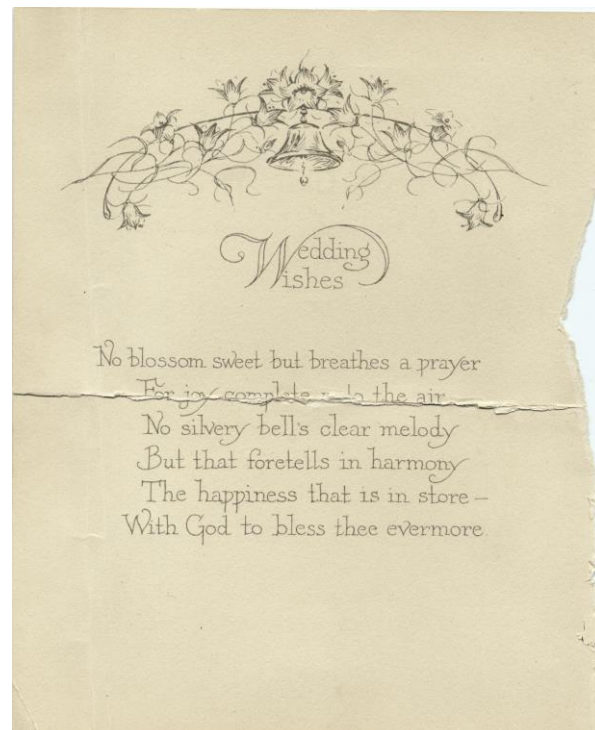 Wedding
Wishes
No blossom sweet but breathes a prayer
For joy complete unto the air
No silvery bell's clear melody
But that foretells in harmony
The happiness that is in store —
With God to bless thee evermore